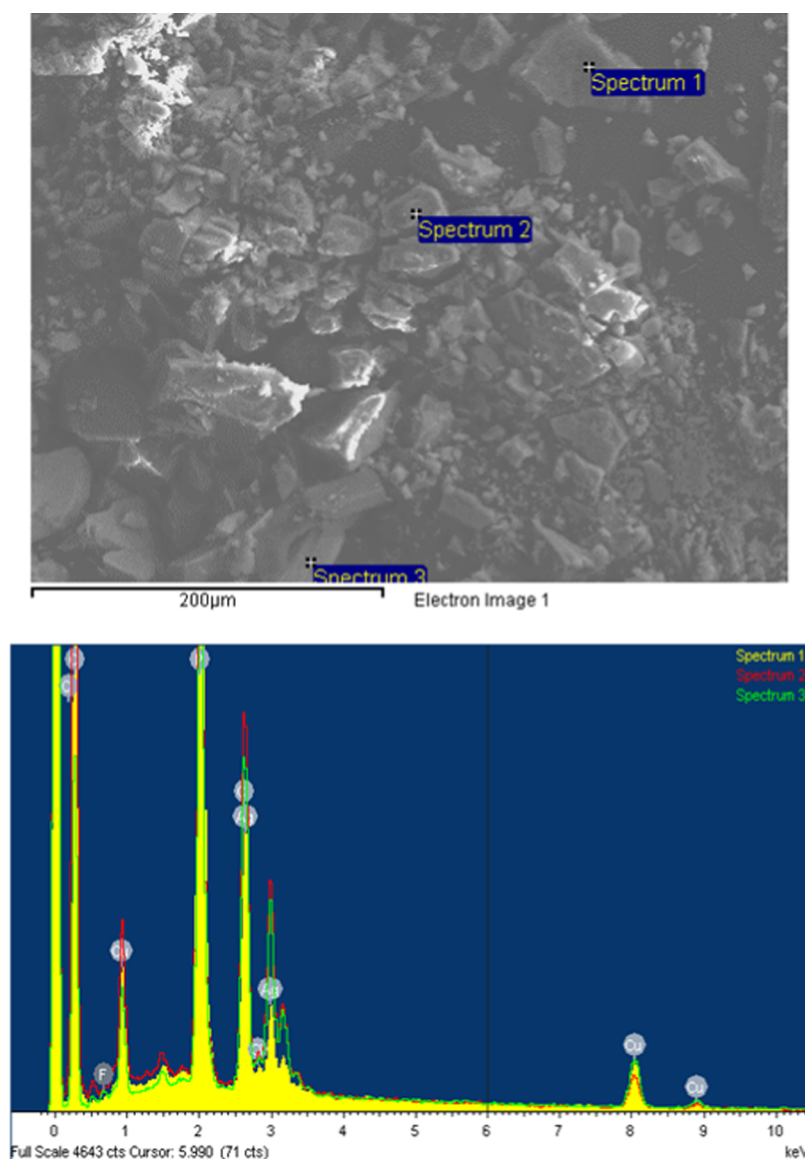 Spectrum 1
Spectrum 2
Spectrum 3
200µm Electron Image 1
Spectrum 1
Spectrum 2
Spectrum 3
F
Cu
Cu
0 1 2 3 4 5 6 7 8 9 10
Full Scale 4643 cts Cursor: 5.990 (71 cts) keV